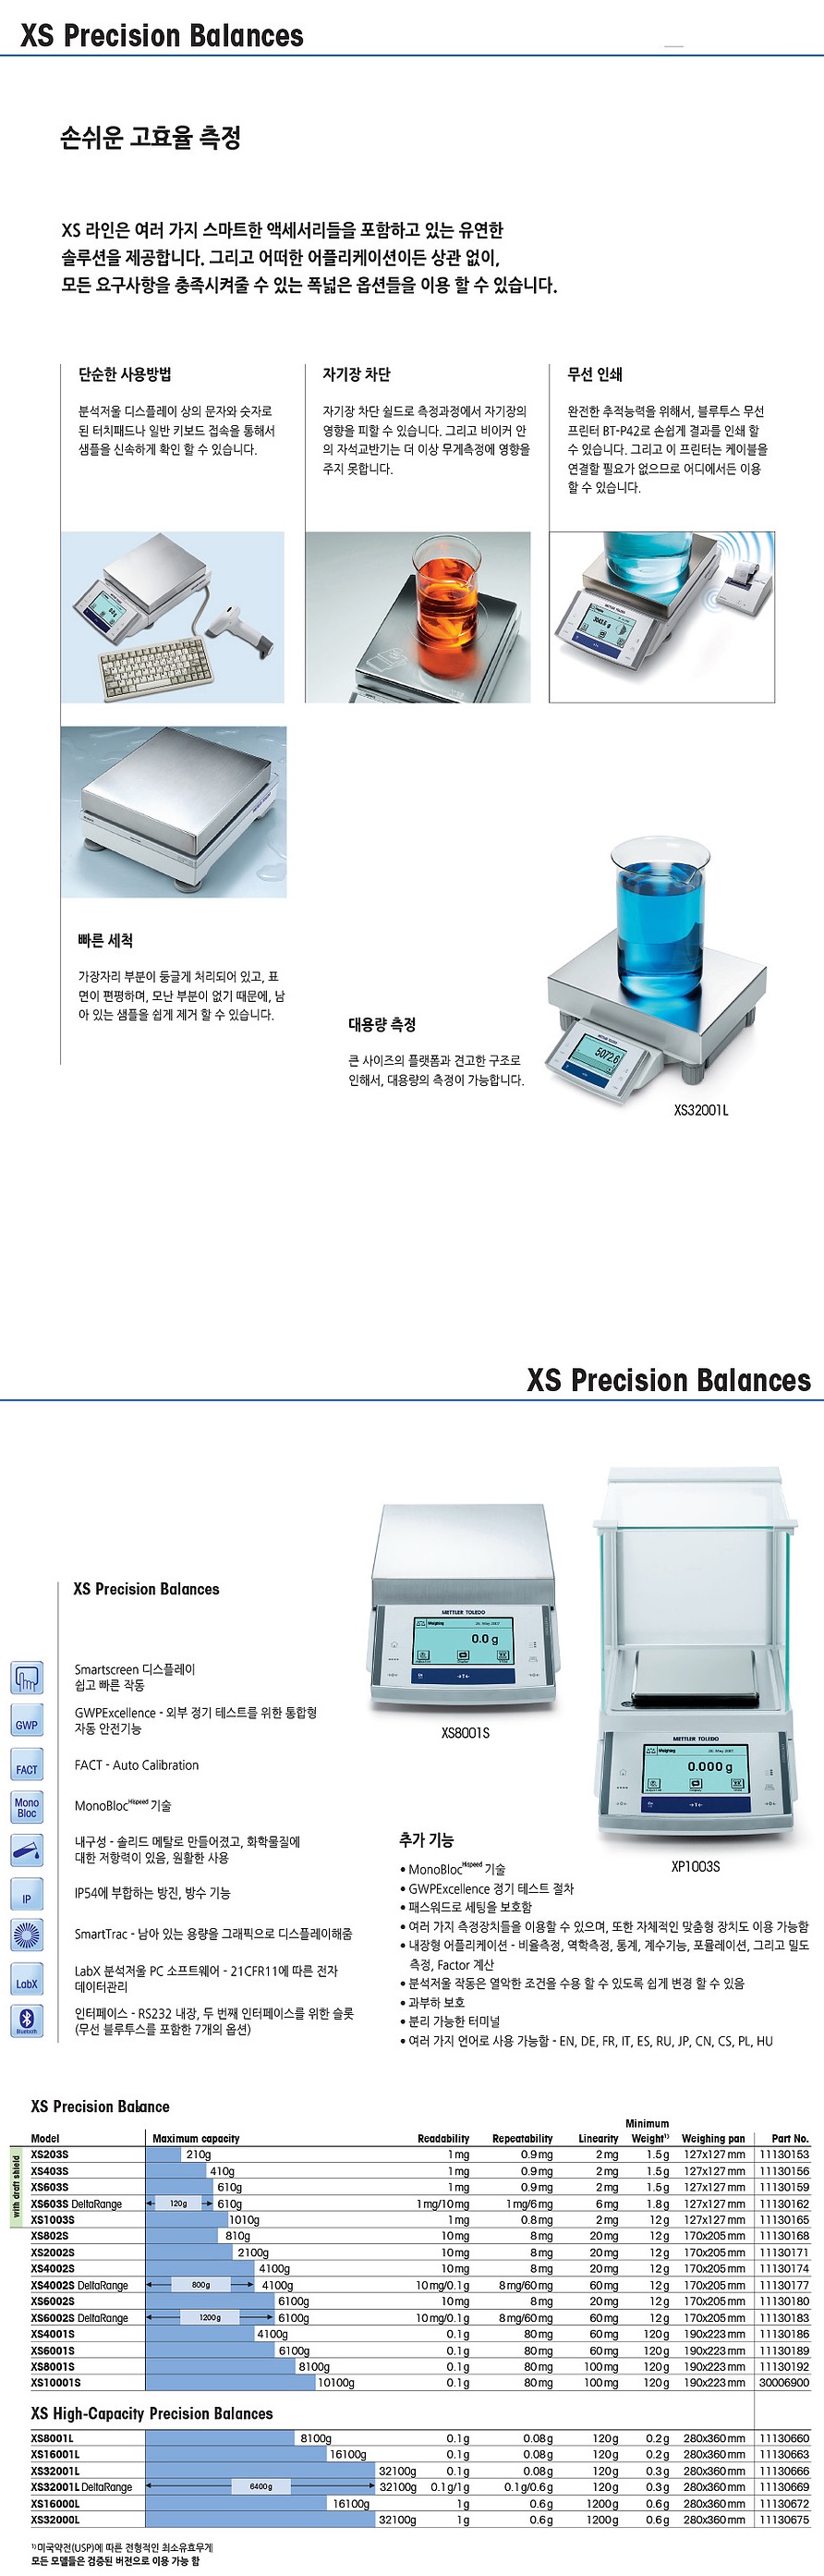 XS Precision Balances
손쉬운 고효율 측정
XS 라인은 여러 가지 스마트한 액세서리들을 포함하고 있는 유연한
솔루션을 제공합니다. 그리고 어떠한 어플리케이션이든 상관 없이,
모든 요구사항을 충족시켜줄 수 있는 폭넓은 옵션들을 이용 할 수 있습니다.
단순한 사용방법
분석저울 디스플레이 상의 문자와 숫자로
된 터치패드나 일반 키보드 접속을 통해서
샘플을 신속하게 확인 할 수 있습니다.
자기장 차단
자기장 차단 쉴드로 측정과정에서 자기장의
영향을 피할 수 있습니다. 그리고 비이커 안
의 자석교반기는 더 이상 무게측정에 영향을
주지 못합니다.
무선 인쇄
완전한 추적능력을 위해서, 블루투스 무선
프린터 BT-P42로 손쉽게 결과를 인쇄 할
수 있습니다. 그리고 이 프린터는 케이블을
연결할 필요가 없으므로 어디에서든 이용
할 수 있습니다.
빠른 세척
가장자리 부분이 둥글게 처리되어 있고, 표
면이 편평하며, 모난 부분이 없기 때문에, 남
아 있는 샘플을 쉽게 제거 할 수 있습니다.
대용량 측정
큰 사이즈의 플랫폼과 견고한 구조로
인해서, 대용량의 측정이 가능합니다.
5072.6
XS32001L
XS Precision Balances
XS Precision Balances
Smartscreen 디스플레이
쉽고 빠른 작동
GWP
GWPExcellence - 외부 정기 테스트를 위한 통합형
자동 안전기능
FACT
FACT - Auto Calibration
Mono
Bloc
MonoBloc Hispeed 기술
내구성 - 솔리드 메탈로 만들어졌고, 화학물질에
대한 저항력이 있음, 원활한 사용
IP
IP54에 부합하는 방진, 방수 기능
SmartTrac - 남아 있는 용량을 그래픽으로 디스플레이해줌
LabX
LabX 분석저울 PC 소프트웨어 - 21CFR11에 따른 전자
데이터관리
Bluetooth
인터페이스 - RS232 내장, 두 번째 인터페이스를 위한 슬롯
(무선 블루투스를 포함한 7개의 옵션)
METTLER TOLEDO
Weighing
0.0 g
XS8001S
METTLER TOLEDO
Weighing
0.000 g
XP1003S
추가 기능
• MonoBloc Hispeed 기술
• GWPExcellence 정기 테스트 절차
• 패스워드로 세팅을 보호함
• 여러 가지 측정장치들을 이용할 수 있으며, 또한 자체적인 맞춤형 장치도 이용 가능함
• 내장형 어플리케이션 - 비율측정, 역학측정, 통계, 계수기능, 포뮬레이션, 그리고 밀도
측정, Factor 계산
• 분석저울 작동은 열악한 조건을 수용 할 수 있도록 쉽게 변경 할 수 있음
• 과부하 보호
• 분리 가능한 터미널
• 여러 가지 언어로 사용 가능함 - EN, DE, FR, IT, ES, RU, JP, CN, CS, PL, HU
XS Precision Balance
Model Maximum capacity Readability Repeatability Linearity Minimum Weight¹⁾ Weighing pan Part No.
with draft shield
XS203S 210g 1mg 0.9mg 2mg 1.5g 127x127mm 11130153
XS403S 410g 1mg 0.9mg 2mg 1.5g 127x127mm 11130156
XS603S 610g 1mg 0.9mg 2mg 1.5g 127x127mm 11130159
XS603S DeltaRange 120g 610g 1mg/10mg 1mg/6mg 6mg 1.8g 127x127mm 11130162
XS1003S 1010g 1mg 0.8mg 2mg 12g 127x127mm 11130165
XS802S 810g 10mg 8mg 20mg 12g 170x205mm 11130168
XS2002S 2100g 10mg 8mg 20mg 12g 170x205mm 11130171
XS4002S 4100g 10mg 8mg 20mg 12g 170x205mm 11130174
XS4002S DeltaRange 800g 4100g 10mg/0.1g 8mg/60mg 60mg 12g 170x205mm 11130177
XS6002S 6100g 10mg 8mg 20mg 12g 170x205mm 11130180
XS6002S DeltaRange 1200g 6100g 10mg/0.1g 8mg/60mg 60mg 12g 170x205mm 11130183
XS4001S 4100g 0.1g 80mg 60mg 120g 190x223mm 11130186
XS6001S 6100g 0.1g 80mg 60mg 120g 190x223mm 11130189
XS8001S 8100g 0.1g 80mg 100mg 120g 190x223mm 11130192
XS10001S 10100g 0.1g 80mg 100mg 120g 190x223mm 30006900
XS High-Capacity Precision Balances
XS8001L 8100g 0.1g 0.08g 120g 0.2g 280x360mm 11130660
XS16001L 16100g 0.1g 0.08g 120g 0.2g 280x360mm 11130663
XS32001L 32100g 0.1g 0.08g 120g 0.3g 280x360mm 11130666
XS32001L DeltaRange 6400g 32100g 0.1g/1g 0.1g/0.6g 120g 0.3g 280x360mm 11130669
XS16000L 16100g 1g 0.6g 1200g 0.6g 280x360mm 11130672
XS32000L 32100g 1g 0.6g 1200g 0.6g 280x360mm 11130675
¹⁾미국약전(USP)에 따른 전형적인 최소유효무게
모든 모델들은 검증된 버전으로 이용 가능 함